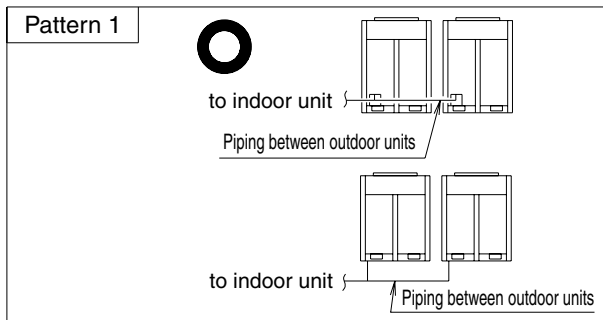 Pattern 1
to indoor unit
Piping between outdoor units
to indoor unit
Piping between outdoor units